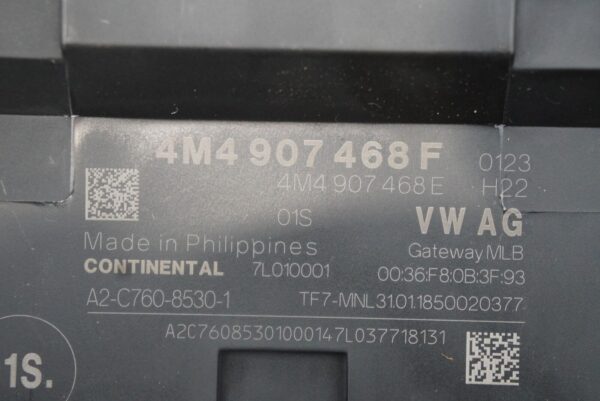 4M4 907 468 F 0123
4M4 907 468 E H22
01S VW AG
Made in Philippines Gateway MLB
CONTINENTAL 7L010001 00:36:F8:0B:3F:93
A2-C760-8530-1 TF7-MNL31011850020377
A2C76085301000147L037718131
1S.